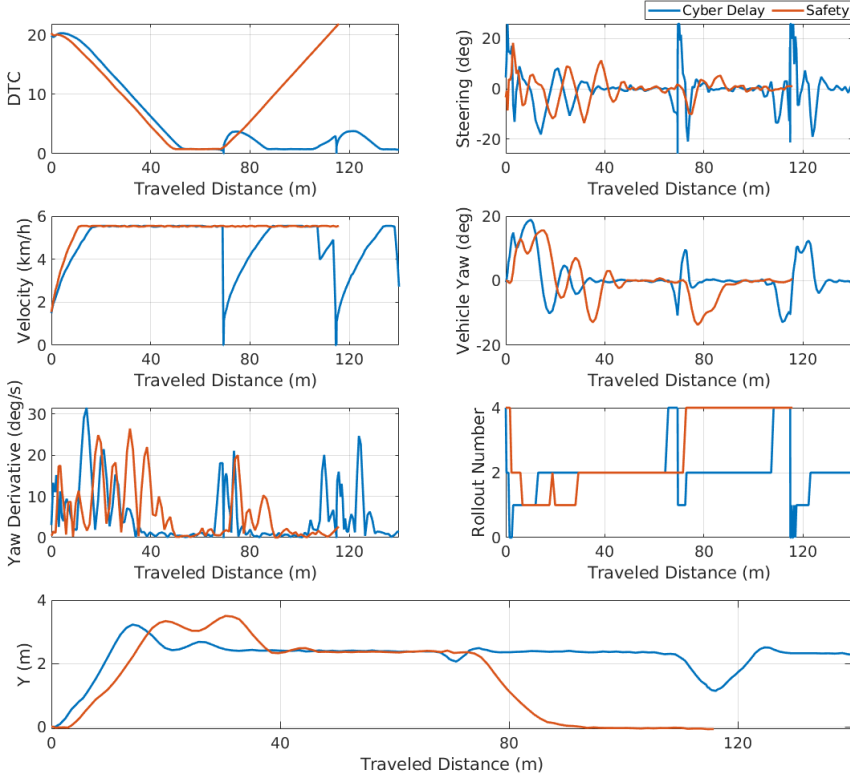 Cyber Delay Safety
20
10
0
0 40 80 120
DTC
Traveled Distance (m)
20
0
-20
0 40 80 120
Steering (deg)
Traveled Distance (m)
6
4
2
0
0 40 80 120
Velocity (km/h)
Traveled Distance (m)
20
0
-20
0 40 80 120
Vehicle Yaw (deg)
Traveled Distance (m)
30
20
10
0
0 40 80 120
Yaw Derivative (deg/s)
Traveled Distance (m)
4
2
0
0 40 80 120
Rollout Number
Traveled Distance (m)
4
2
0
0 40 80 120
Y (m)
Traveled Distance (m)